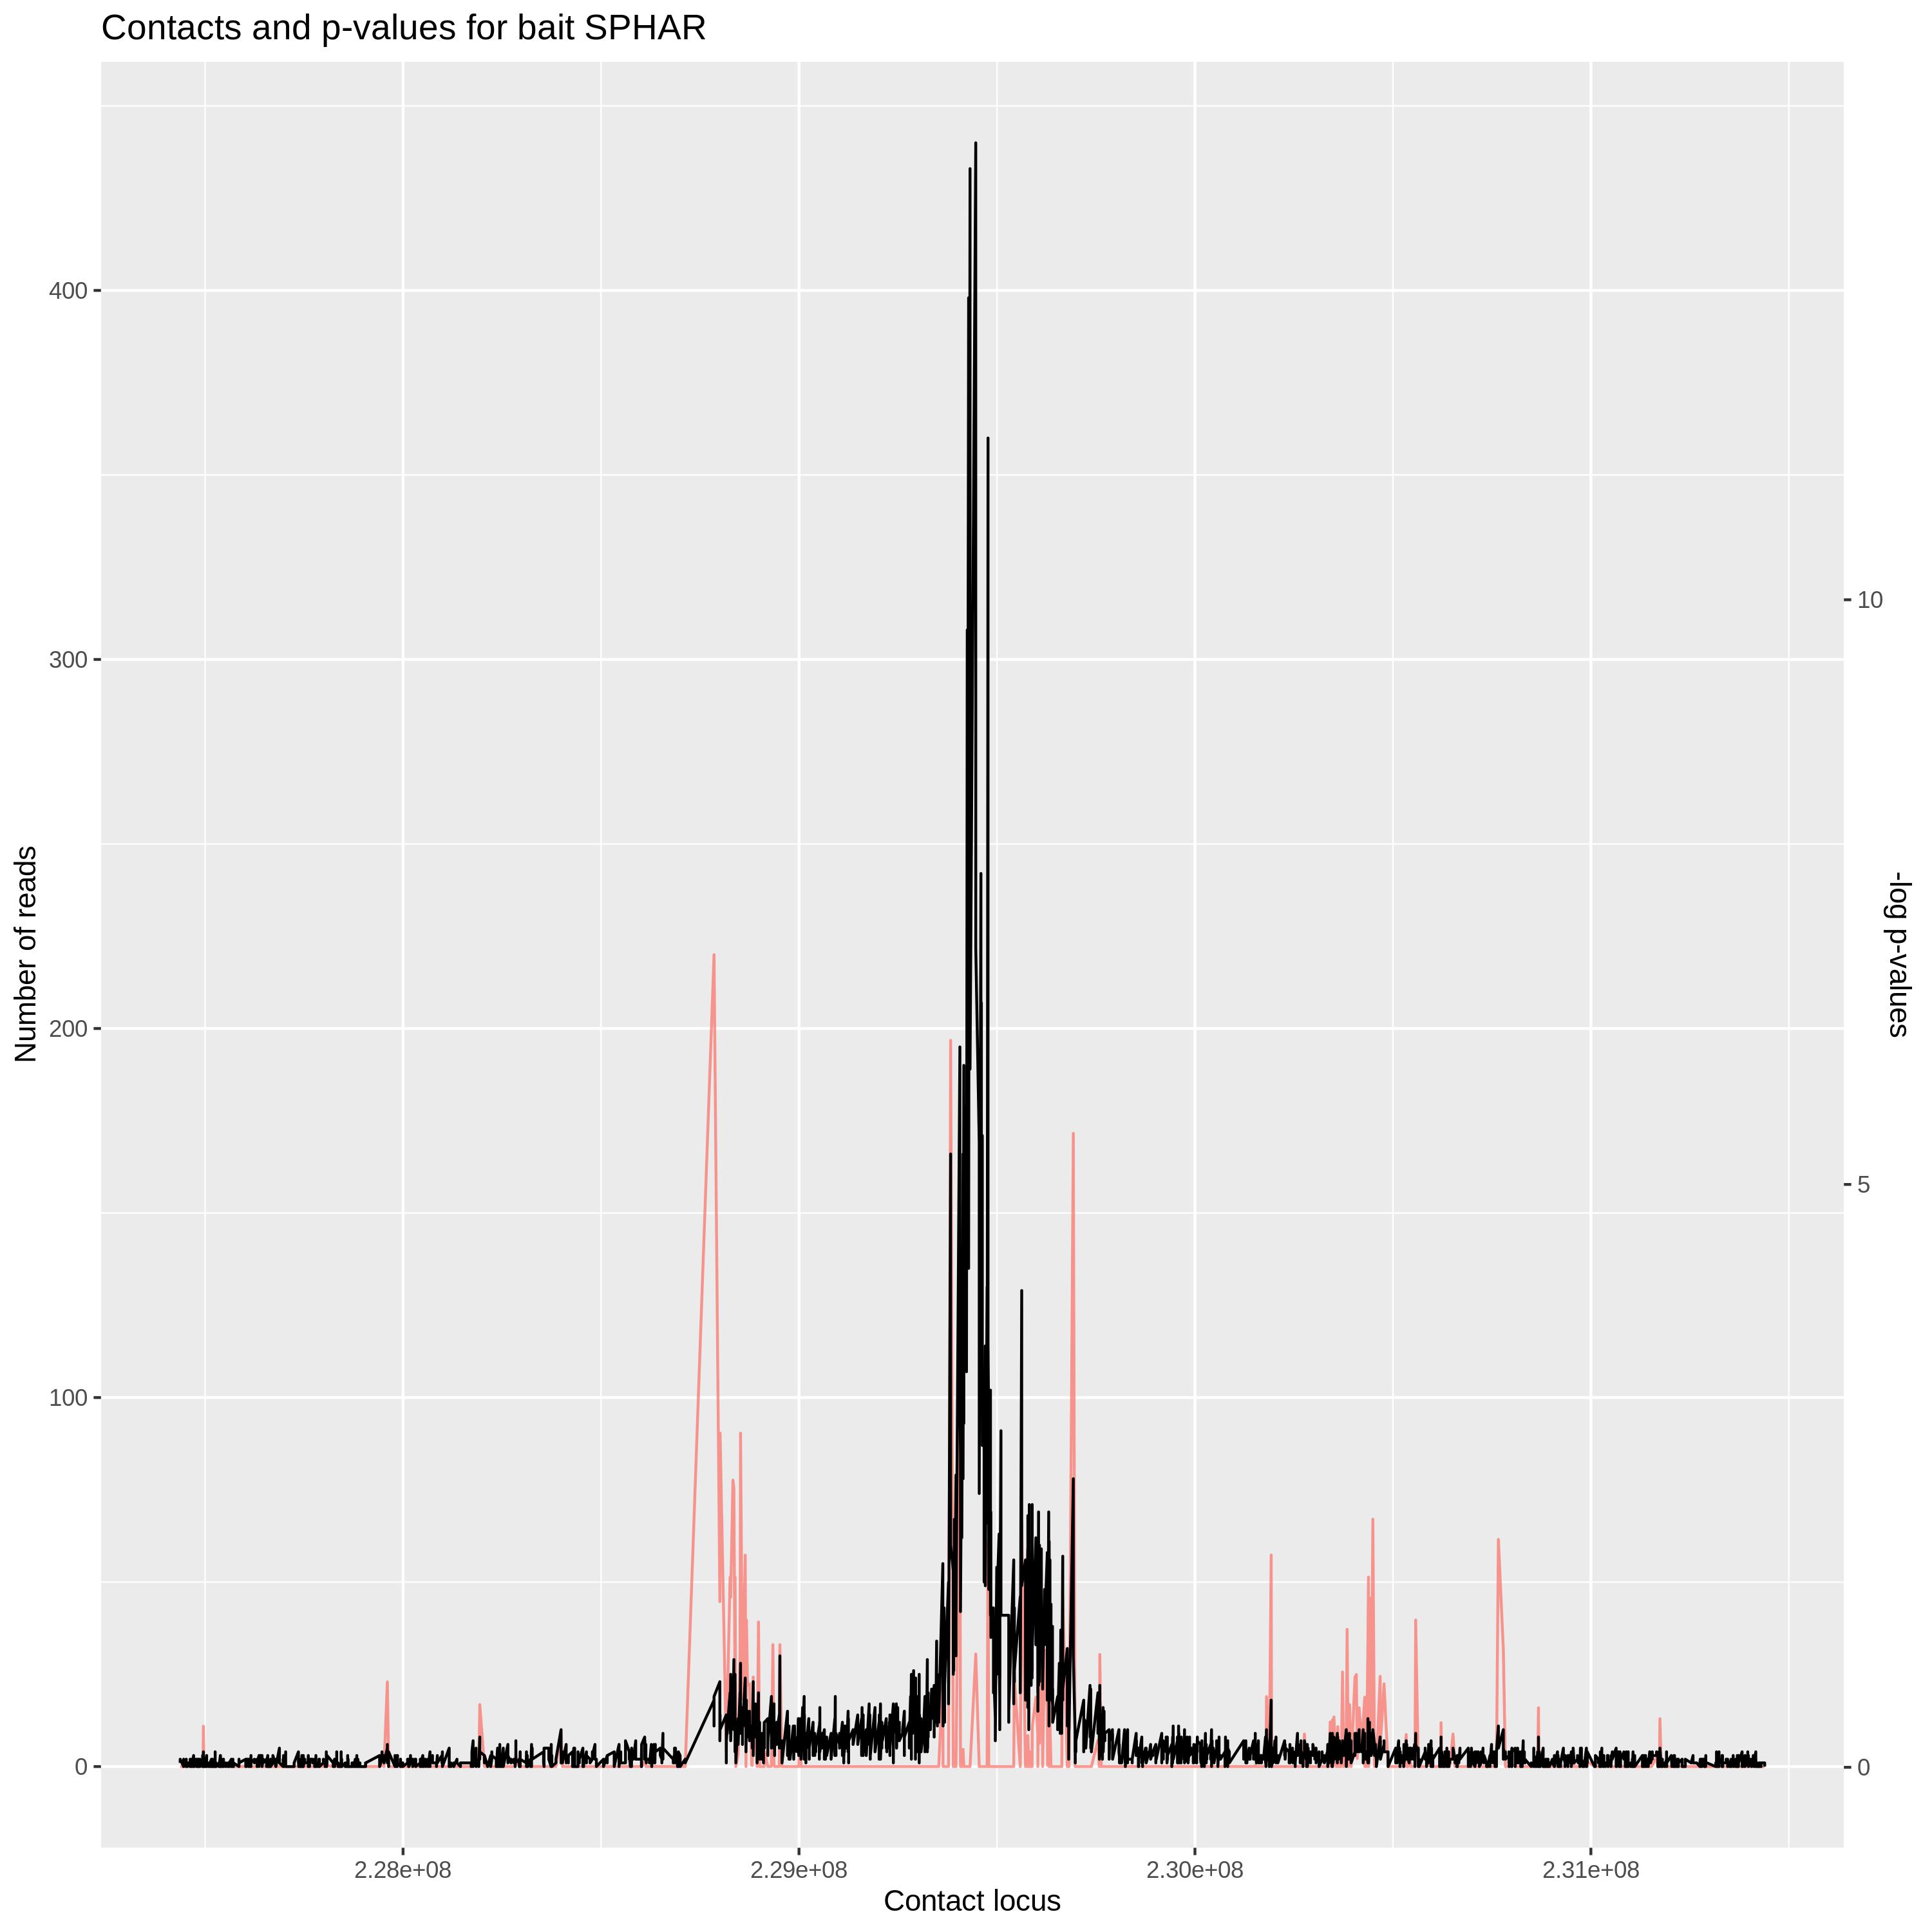 Contacts and p-values for bait SPHAR
Number of reads
400
300
200
100
0
10
5
0
-log p-values
2.28e+08
2.29e+08
2.30e+08
2.31e+08
Contact locus